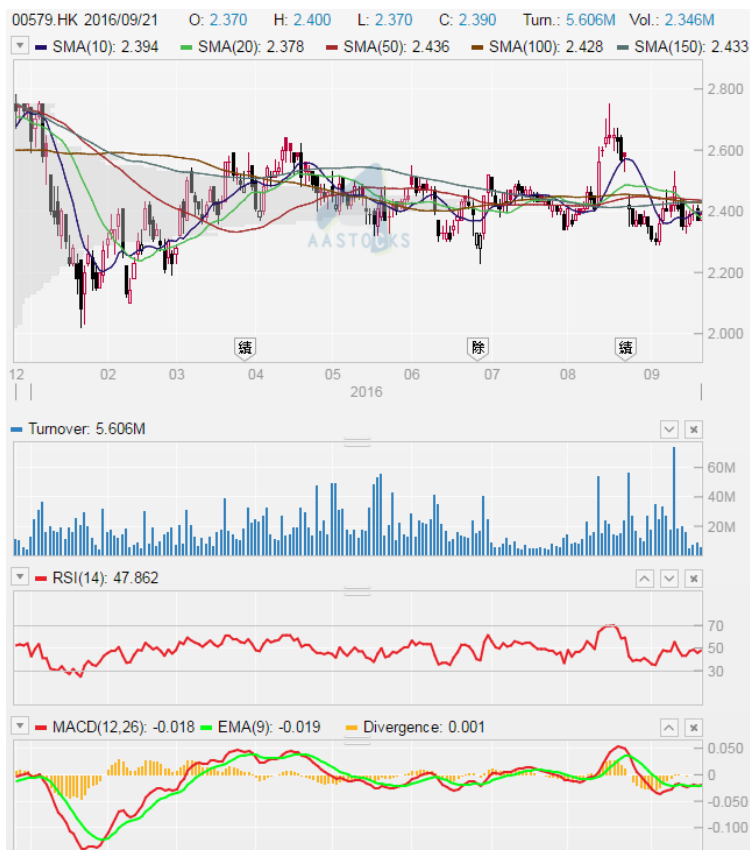 00579.HK 2016/09/21 O: 2.370 H: 2.400 L: 2.370 C: 2.390 Turn.: 5.606M Vol.: 2.346M
SMA(10): 2.394 SMA(20): 2.378 SMA(50): 2.436 SMA(100): 2.428 SMA(150): 2.433
2.800
2.600
2.400
AASTOCKS
2.200
2.000
績 除 績
12 02 03 04 05 06 07 08 09
2016
Turnover: 5.606M
60M
40M
20M
RSI(14): 47.862
70
50
30
MACD(12,26): -0.018 EMA(9): -0.019 Divergence: 0.001
0.050
0
-0.050
-0.100